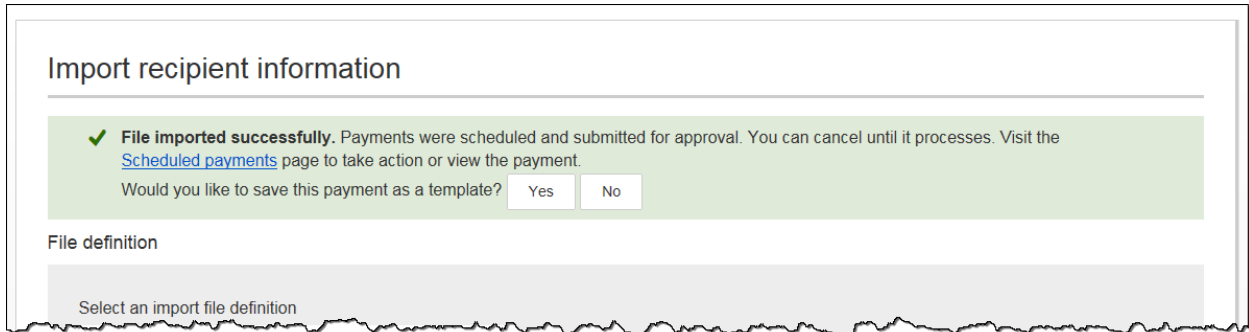 Import recipient information
File imported successfully. Payments were scheduled and submitted for approval. You can cancel until it processes. Visit the
Scheduled payments page to take action or view the payment.
Would you like to save this payment as a template? Yes No
File definition
Select an import file definition